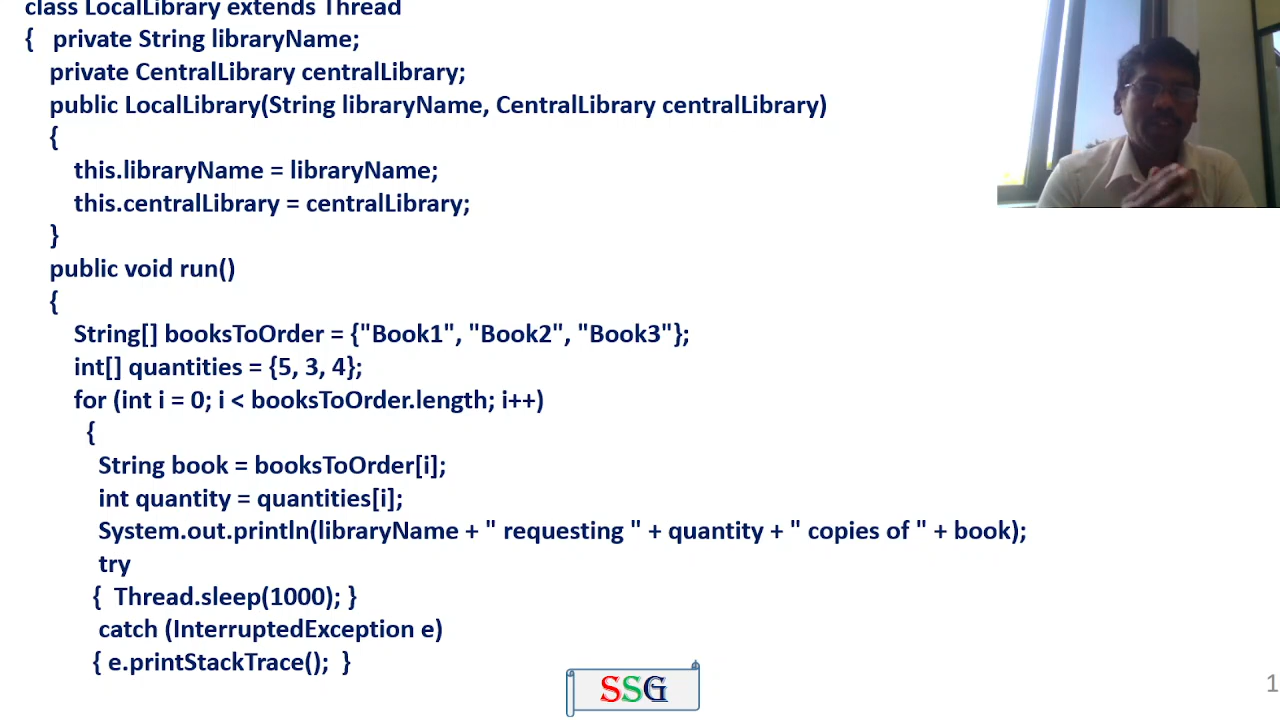 class LocalLibrary extends Thread
{ private String libraryName;
private CentralLibrary centralLibrary;
public LocalLibrary(String libraryName, CentralLibrary centralLibrary)
{
this.libraryName = libraryName;
this.centralLibrary = centralLibrary;
}
public void run()
{
String[] booksToOrder = {"Book1", "Book2", "Book3"};
int[] quantities = {5, 3, 4};
for (int i = 0; i < booksToOrder.length; i++)
{
String book = booksToOrder[i];
int quantity = quantities[i];
System.out.println(libraryName + " requesting " + quantity + " copies of " + book);
try
{ Thread.sleep(1000); }
catch (InterruptedException e)
{ e.printStackTrace(); }
SSG
1